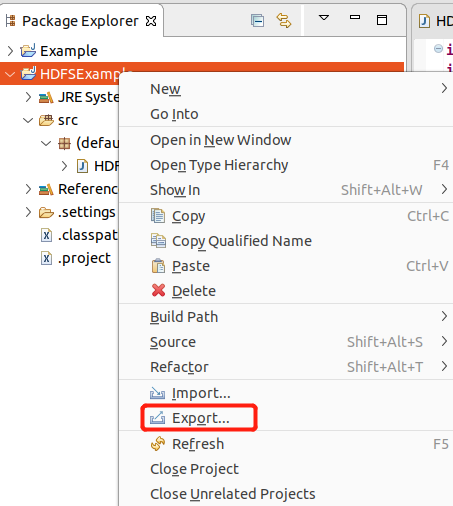 Package Explorer
HD
Example
HDFSExample
JRE Syste
src
(defau
HDF
Reference
.settings
.classpat
.project
New
Go Into
Open in New Window
Open Type Hierarchy F4
Show In Shift+Alt+W
Copy Ctrl+C
Copy Qualified Name
Paste Ctrl+V
Delete
Build Path
Source Shift+Alt+S
Refactor Shift+Alt+T
Import...
Export...
Refresh F5
Close Project
Close Unrelated Projects